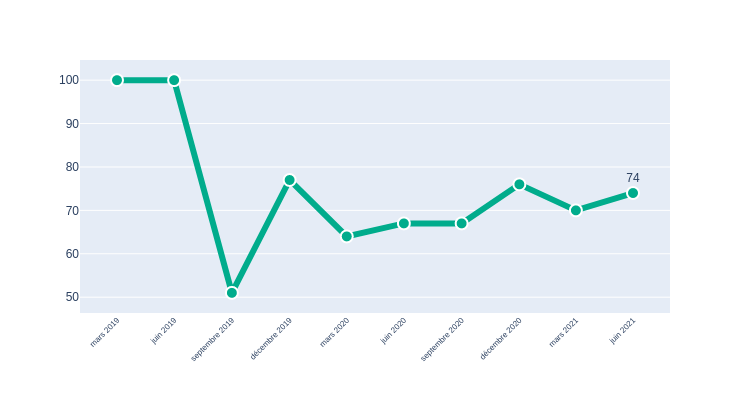 100
90
80
70
60
50
74
mars 2019
juin 2019
septembre 2019
décembre 2019
mars 2020
juin 2020
septembre 2020
décembre 2020
mars 2021
juin 2021